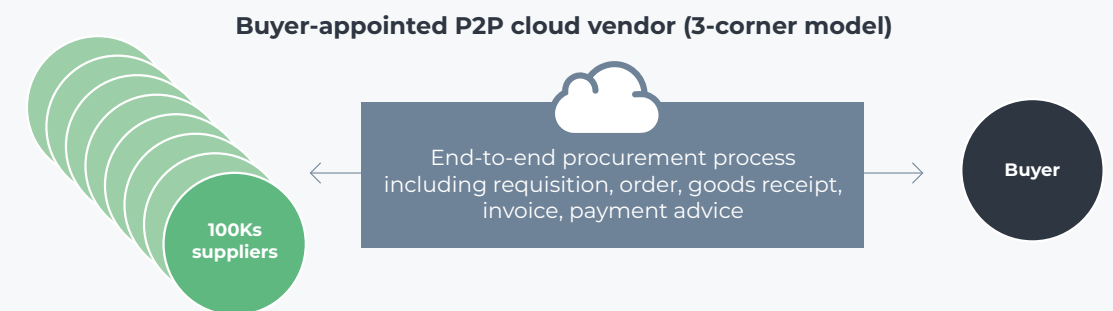 Buyer-appointed P2P cloud vendor (3-corner model)
End-to-end procurement process
including requisition, order, goods receipt,
invoice, payment advice
Buyer
100Ks
suppliers